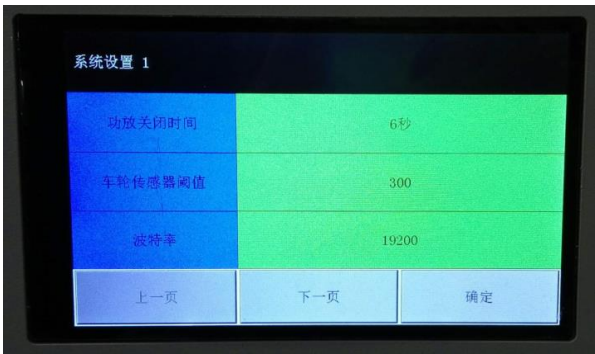 系统设置 1
功放关闭时间 6秒
车轮传感器阈值 300
波特率 19200
上一页 下一页 确定